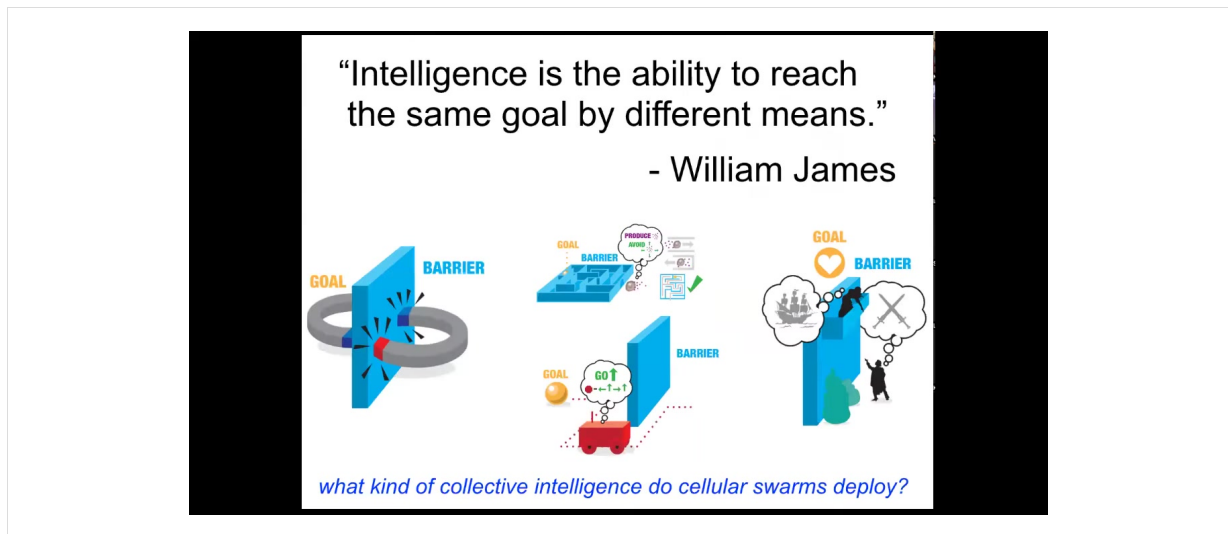 “Intelligence is the ability to reach
the same goal by different means.”
- William James
GOAL
BARRIER
GOAL
BARRIER
PRODUCE
AVOID
GOAL
GO
BARRIER
GOAL
BARRIER
what kind of collective intelligence do cellular swarms deploy?